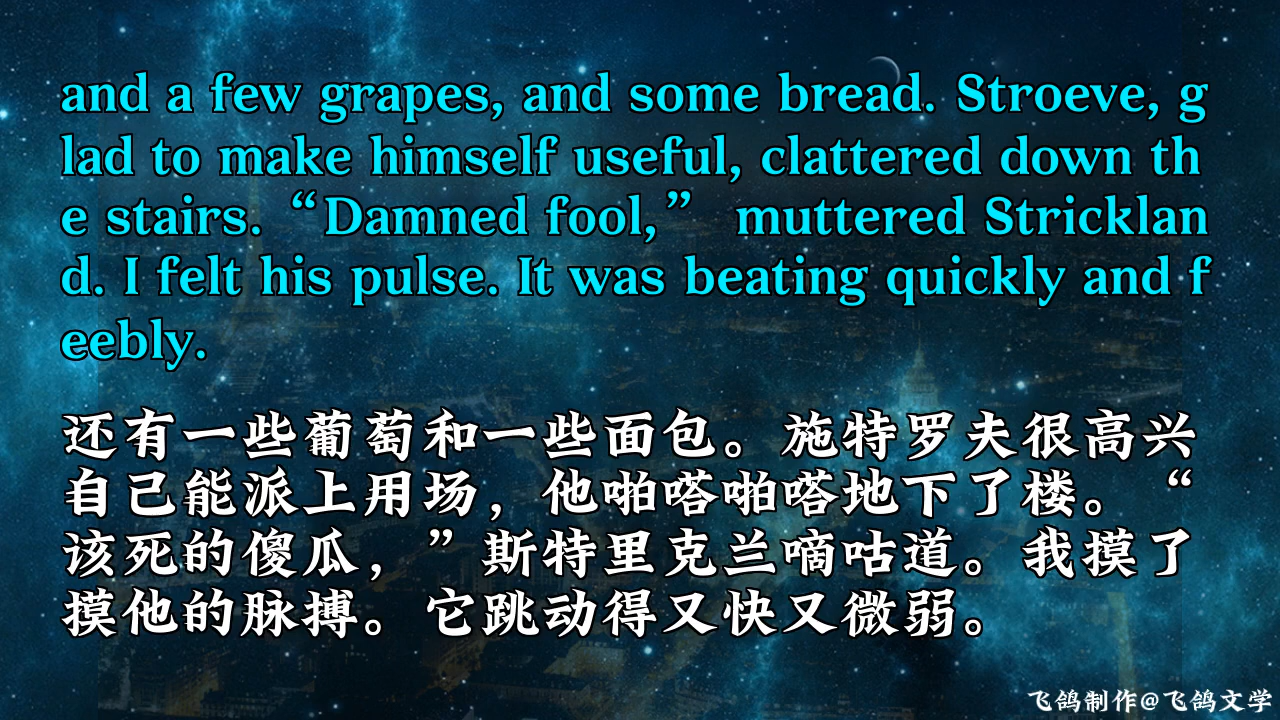 and a few grapes, and some bread. Stroeve, g
lad to make himself useful, clattered down th
e stairs. “Damned fool,” muttered Stricklan
d. I felt his pulse. It was beating quickly and f
eebly.
还有一些葡萄和一些面包。施特罗夫很高兴
自己能派上用场，他啪嗒啪嗒地下了楼。“
该死的傻瓜，”斯特里克兰嘀咕道。我摸了
摸他的脉搏。它跳动得又快又微弱。
飞鸽制作@飞鸽文学